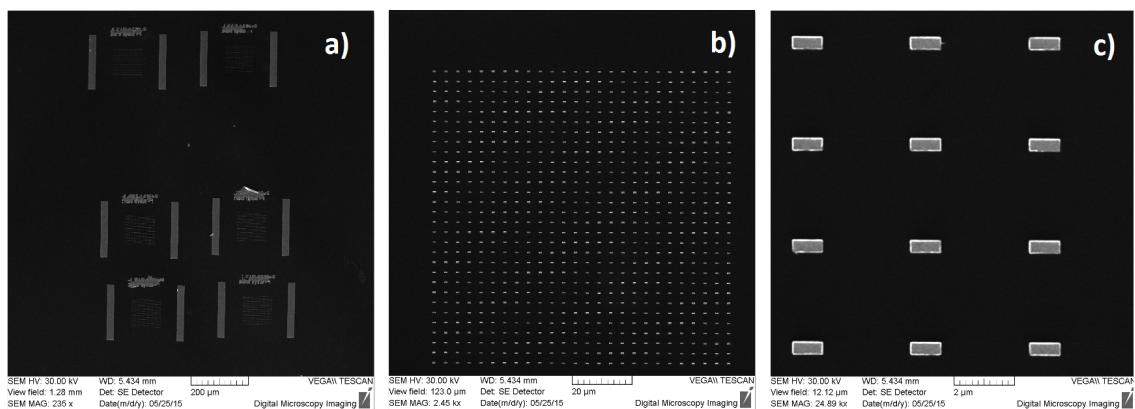 a)
SEM HV: 30.00 kV WD: 5.434 mm VEGA\\ TESCAN
View field: 1.28 mm Det: SE Detector 200 µm
SEM MAG: 235 x Date(m/d/y): 05/25/15 Digital Microscopy Imaging
b)
SEM HV: 30.00 kV WD: 5.434 mm VEGA\\ TESCAN
View field: 123.0 µm Det: SE Detector 20 µm
SEM MAG: 2.45 kx Date(m/d/y): 05/25/15 Digital Microscopy Imaging
c)
SEM HV: 30.00 kV WD: 5.434 mm VEGA\\ TESCAN
View field: 12.12 µm Det: SE Detector 2 µm
SEM MAG: 24.89 kx Date(m/d/y): 05/25/15 Digital Microscopy Imaging